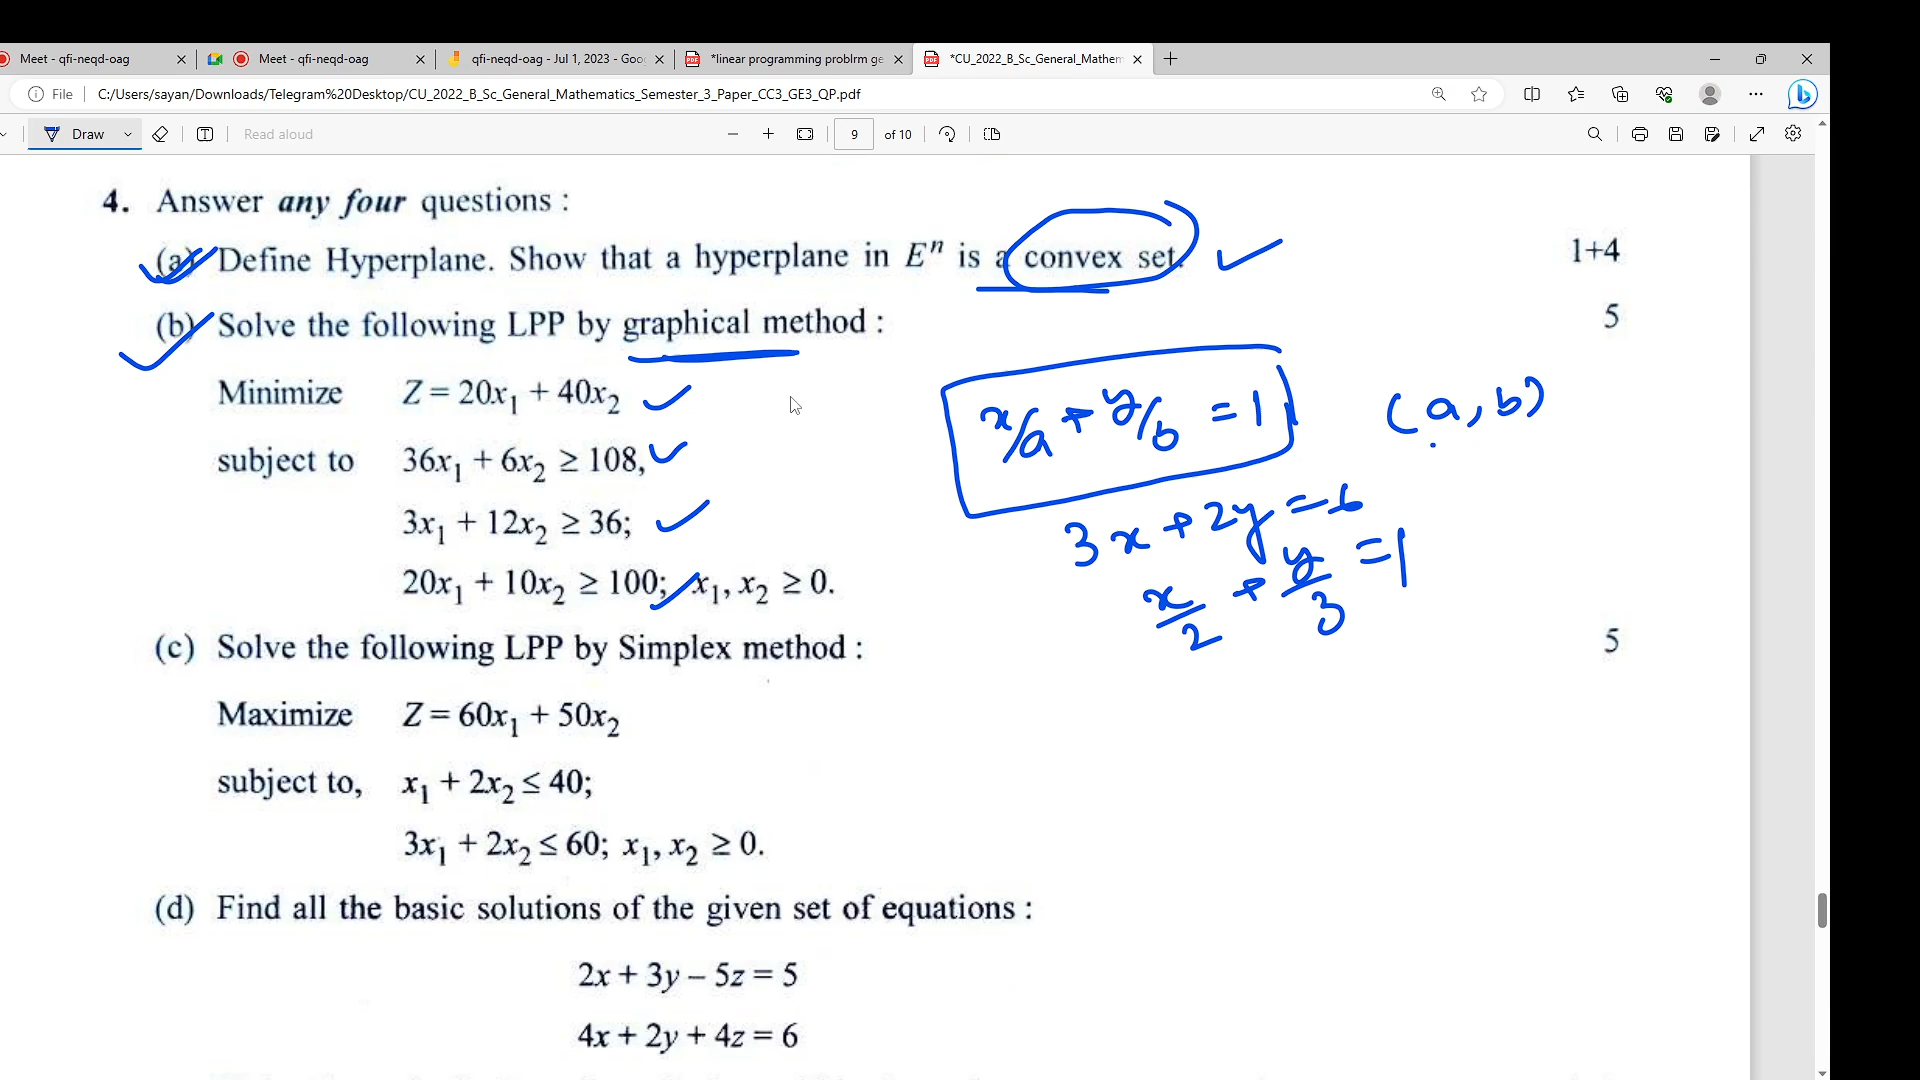 Meet - qfi-neqd-oag
Meet - qfi-neqd-oag
qfi-neqd-oag - Jul 1, 2023 - Goo
*linear programming problrm ge
*CU_2022_B_Sc_General_Mathem
File
C:/Users/sayan/Downloads/Telegram%20Desktop/CU_2022_B_Sc_General_Mathematics_Semester_3_Paper_CC3_GE3_QP.pdf
Draw
Read aloud
9 of 10
4. Answer any four questions :
(a) Define Hyperplane. Show that a hyperplane in Eⁿ is a convex set. 1+4
(b) Solve the following LPP by graphical method : 5
Minimize Z = 20x₁ + 40x₂
x/a + y/b = 1 (a, b)
subject to 36x₁ + 6x₂ ≥ 108,
3x₁ + 12x₂ ≥ 36;
3x + 2y = 6
20x₁ + 10x₂ ≥ 100; x₁, x₂ ≥ 0.
x/2 + y/3 = 1
(c) Solve the following LPP by Simplex method : 5
Maximize Z = 60x₁ + 50x₂
subject to, x₁ + 2x₂ ≤ 40;
3x₁ + 2x₂ ≤ 60; x₁, x₂ ≥ 0.
(d) Find all the basic solutions of the given set of equations :
2x + 3y – 5z = 5
4x + 2y + 4z = 6